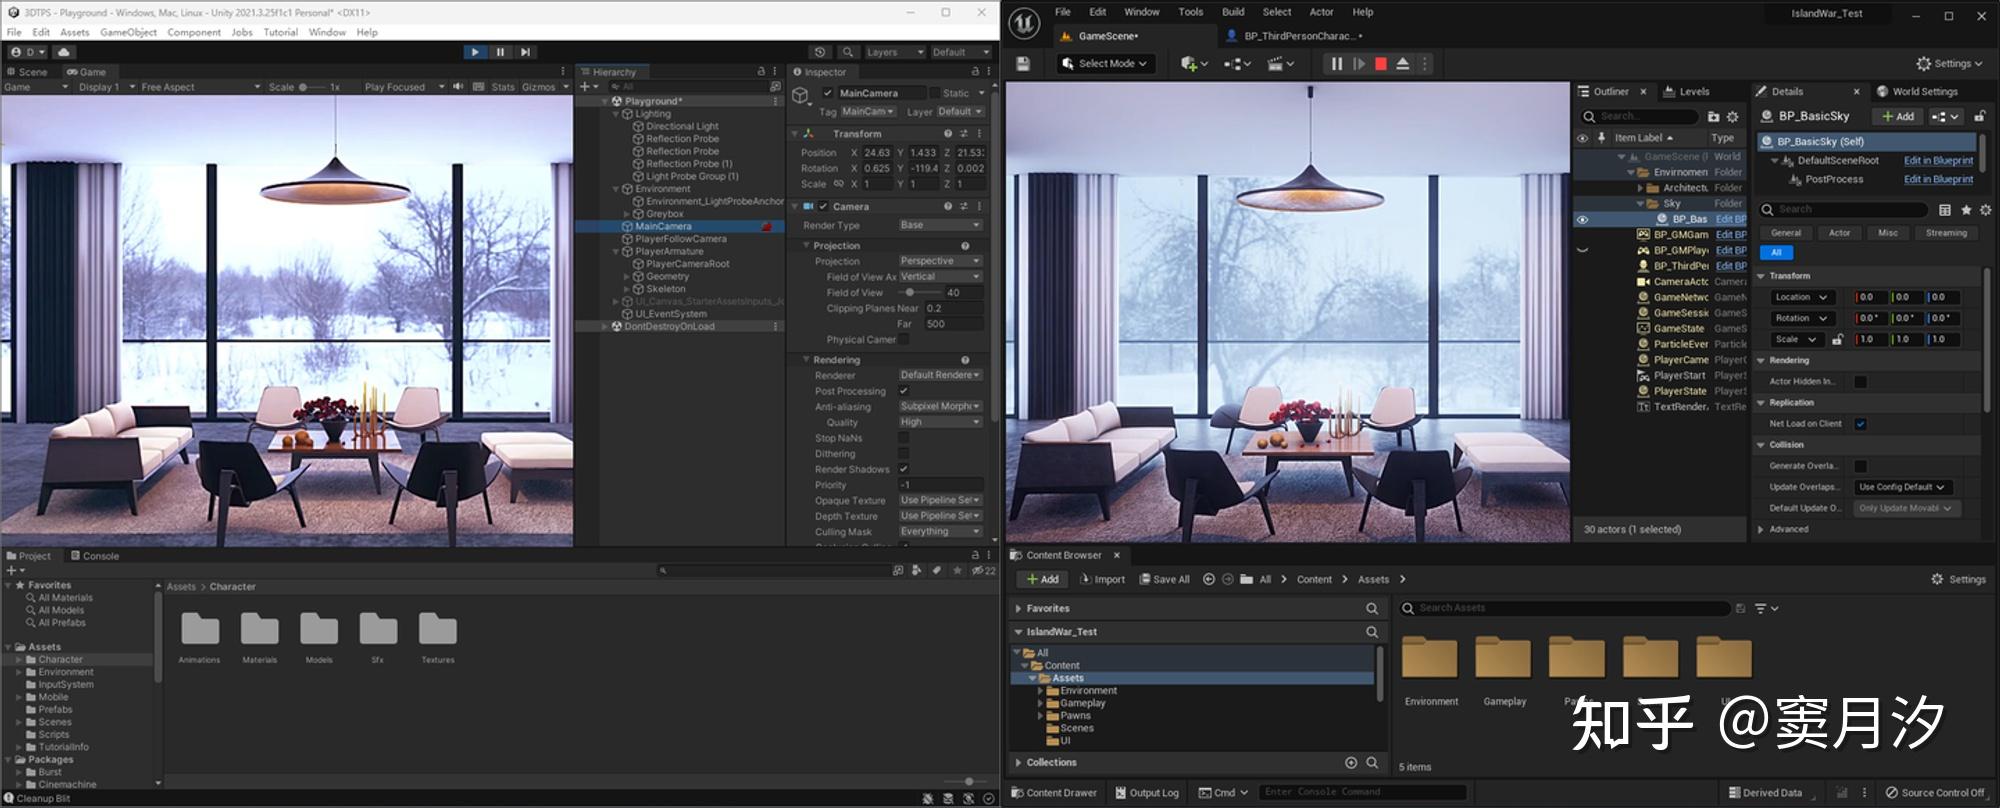 3DTPS - Playground - Windows, Mac, Linux - Unity 2021.3.25f1c1 Personal* <DX11>
File Edit Assets GameObject Component Jobs Tutorial Window Help
D
Layers Default
Scene Game
Game Display 1 Free Aspect Scale 1x Play Focused Stats Gizmos
Hierarchy
All
Playground*
Lighting
Directional Light
Reflection Probe
Reflection Probe
Reflection Probe (1)
Light Probe Group (1)
Environment
Environment_LightProbeAnchor
Greybox
MainCamera
PlayerFollowCamera
PlayerArmature
PlayerCameraRoot
Geometry
Skeleton
UI_Canvas_StarterAssetsInputs_Jo
UI_EventSystem
DontDestroyOnLoad
Inspector
MainCamera Static
Tag MainCam Layer Default
Transform
Position X 24.63 Y 1.433 Z 21.53
Rotation X 0.625 Y -119.4 Z 0.002
Scale X 1 Y 1 Z 1
Camera
Render Type Base
Projection
Projection Perspective
Field of View Ax Vertical
Field of View 40
Clipping Planes Near 0.2
Far 500
Physical Camer
Rendering
Renderer Default Rendere
Post Processing
Anti-aliasing Subpixel Morph
Quality High
Stop NaNs
Dithering
Render Shadows
Priority -1
Opaque Texture Use Pipeline Set
Depth Texture Use Pipeline Set
Culling Mask Everything
Project Console
22
Favorites
All Materials
All Models
All Prefabs
Assets
Character
Environment
InputSystem
Mobile
Prefabs
Scenes
Scripts
TutorialInfo
Packages
Burst
Cinemachine
Assets > Character
Animations Materials Models Sfx Textures
Cleanup Blit
File Edit Window Tools Build Select Actor Help
IslandWar_Test
GameScene• BP_ThirdPersonCharac...•
Select Mode
Settings
Outliner Levels
Search...
Item Label Type
GameScene ( World
Envirnomen Folder
Architectu Folder
Sky Folder
BP_Bas Edit BP
BP_GMGam Edit BP
BP_GMPlaye Edit BP
BP_ThirdPer Edit BP
CameraActo Camera
GameNetwo GameN
GameSessio GameS
GameState GameS
ParticleEver Particle
PlayerCame PlayerC
PlayerStart PlayerS
PlayerState PlayerS
TextRender TextRe
30 actors (1 selected)
Details World Settings
BP_BasicSky Add
BP_BasicSky (Self)
DefaultSceneRoot Edit in Blueprint
PostProcess Edit in Blueprint
Search
General Actor Misc Streaming
All
Transform
Location 0.0 0.0 0.0
Rotation 0.0° 0.0° 0.0°
Scale 1.0 1.0 1.0
Rendering
Actor Hidden In...
Replication
Net Load on Client
Collision
Generate Overla...
Update Overlaps... Use Config Default
Default Update O... Only Update Movabl
Advanced
Content Browser
Add Import Save All All > Content > Assets > Settings
Favorites
IslandWar_Test
All
Content
Assets
Environment
Gameplay
Pawns
Scenes
UI
Collections
Search Assets
Environment Gameplay
5 items
知乎 @窦月汐
Content Drawer Output Log Cmd Enter Console Command Derived Data Source Control Off